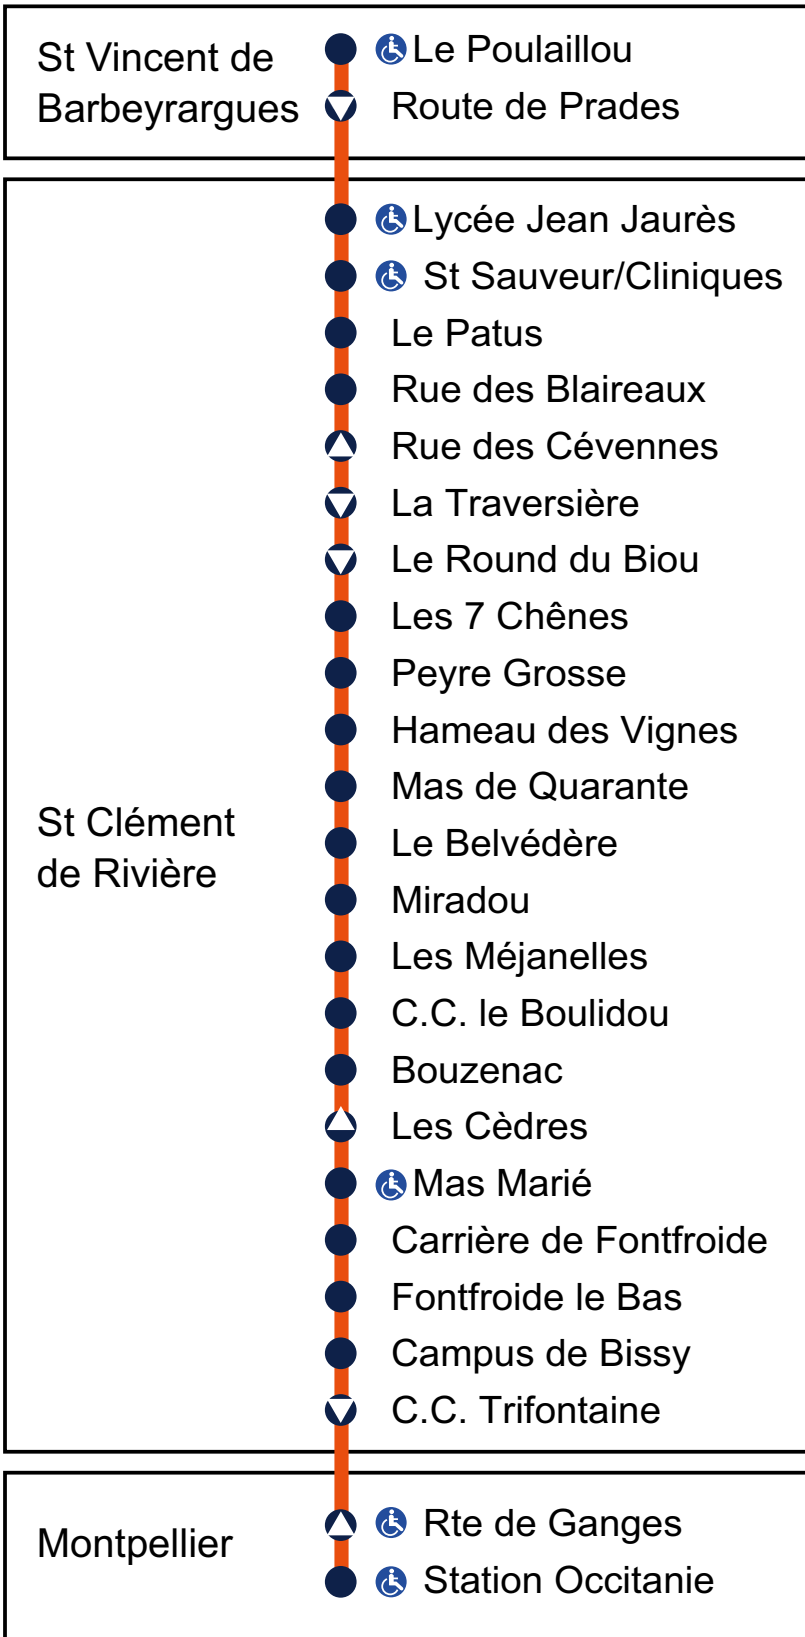 St Vincent de
Barbeyrargues
Le Poulaillou
Route de Prades
St Clément
de Rivière
Lycée Jean Jaurès
St Sauveur/Cliniques
Le Patus
Rue des Blaireaux
Rue des Cévennes
La Traversière
Le Round du Biou
Les 7 Chênes
Peyre Grosse
Hameau des Vignes
Mas de Quarante
Le Belvédère
Miradou
Les Méjanelles
C.C. le Boulidou
Bouzenac
Les Cèdres
Mas Marié
Carrière de Fontfroide
Fontfroide le Bas
Campus de Bissy
C.C. Trifontaine
Montpellier
Rte de Ganges
Station Occitanie